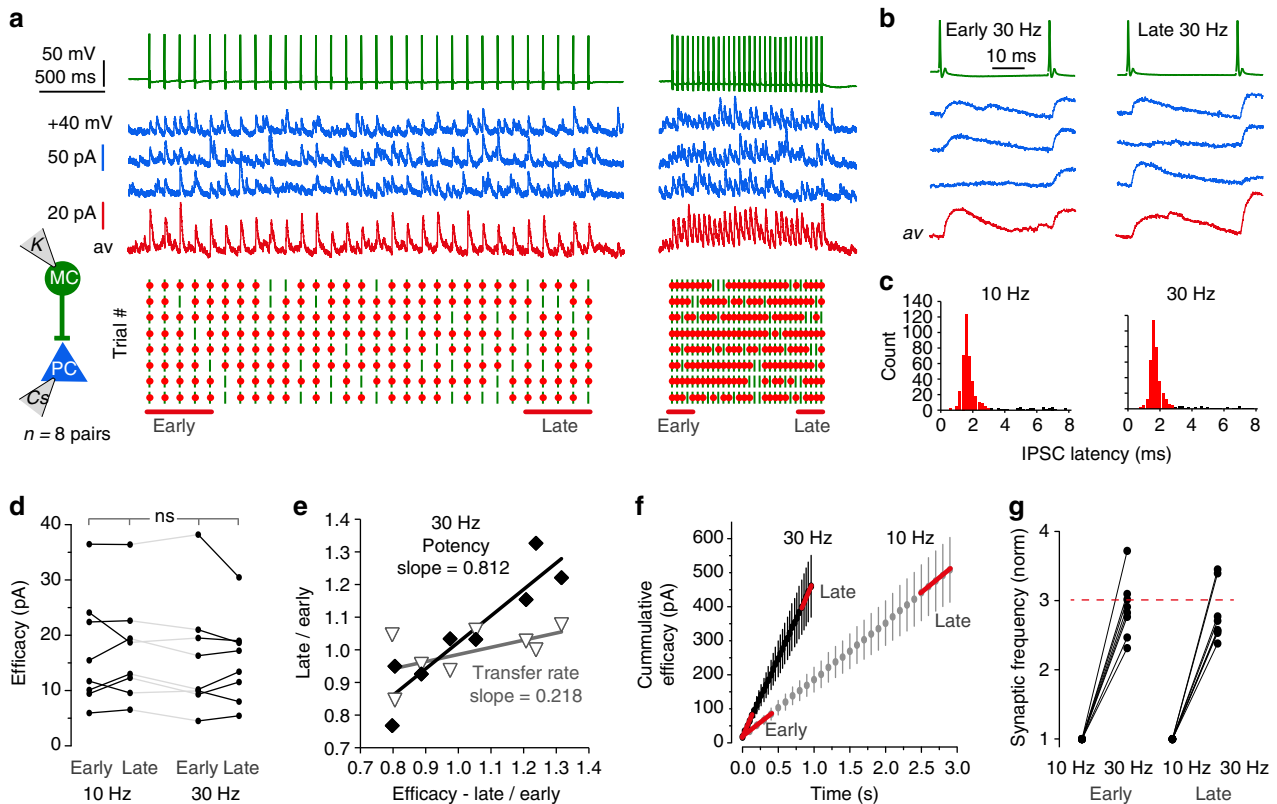 a
50 mV
500 ms
+40 mV
50 pA
20 pA
av
K
MC
PC
Cs
n = 8 pairs
Trial #
Early
Late
Early
Late
b
Early 30 Hz
10 ms
Late 30 Hz
av
c
10 Hz
30 Hz
Count
140
120
100
80
60
40
20
0
0 2 4 6 8
0 2 4 6 8
IPSC latency (ms)
d
ns
Efficacy (pA)
40
30
20
10
0
Early Late
Early Late
10 Hz
30 Hz
e
30 Hz
Potency
slope = 0.812
Transfer rate
slope = 0.218
Late / early
1.4
1.3
1.2
1.1
1.0
0.9
0.8
0.7
0.7 0.8 0.9 1.0 1.1 1.2 1.3 1.4
Efficacy - late / early
f
30 Hz
10 Hz
Late
Late
Early
Cummulative
efficacy (pA)
600
500
400
300
200
100
0
0.0 0.5 1.0 1.5 2.0 2.5 3.0
Time (s)
g
Synaptic frequency (norm)
4
3
2
1
10 Hz 30 Hz
10 Hz 30 Hz
Early
Late